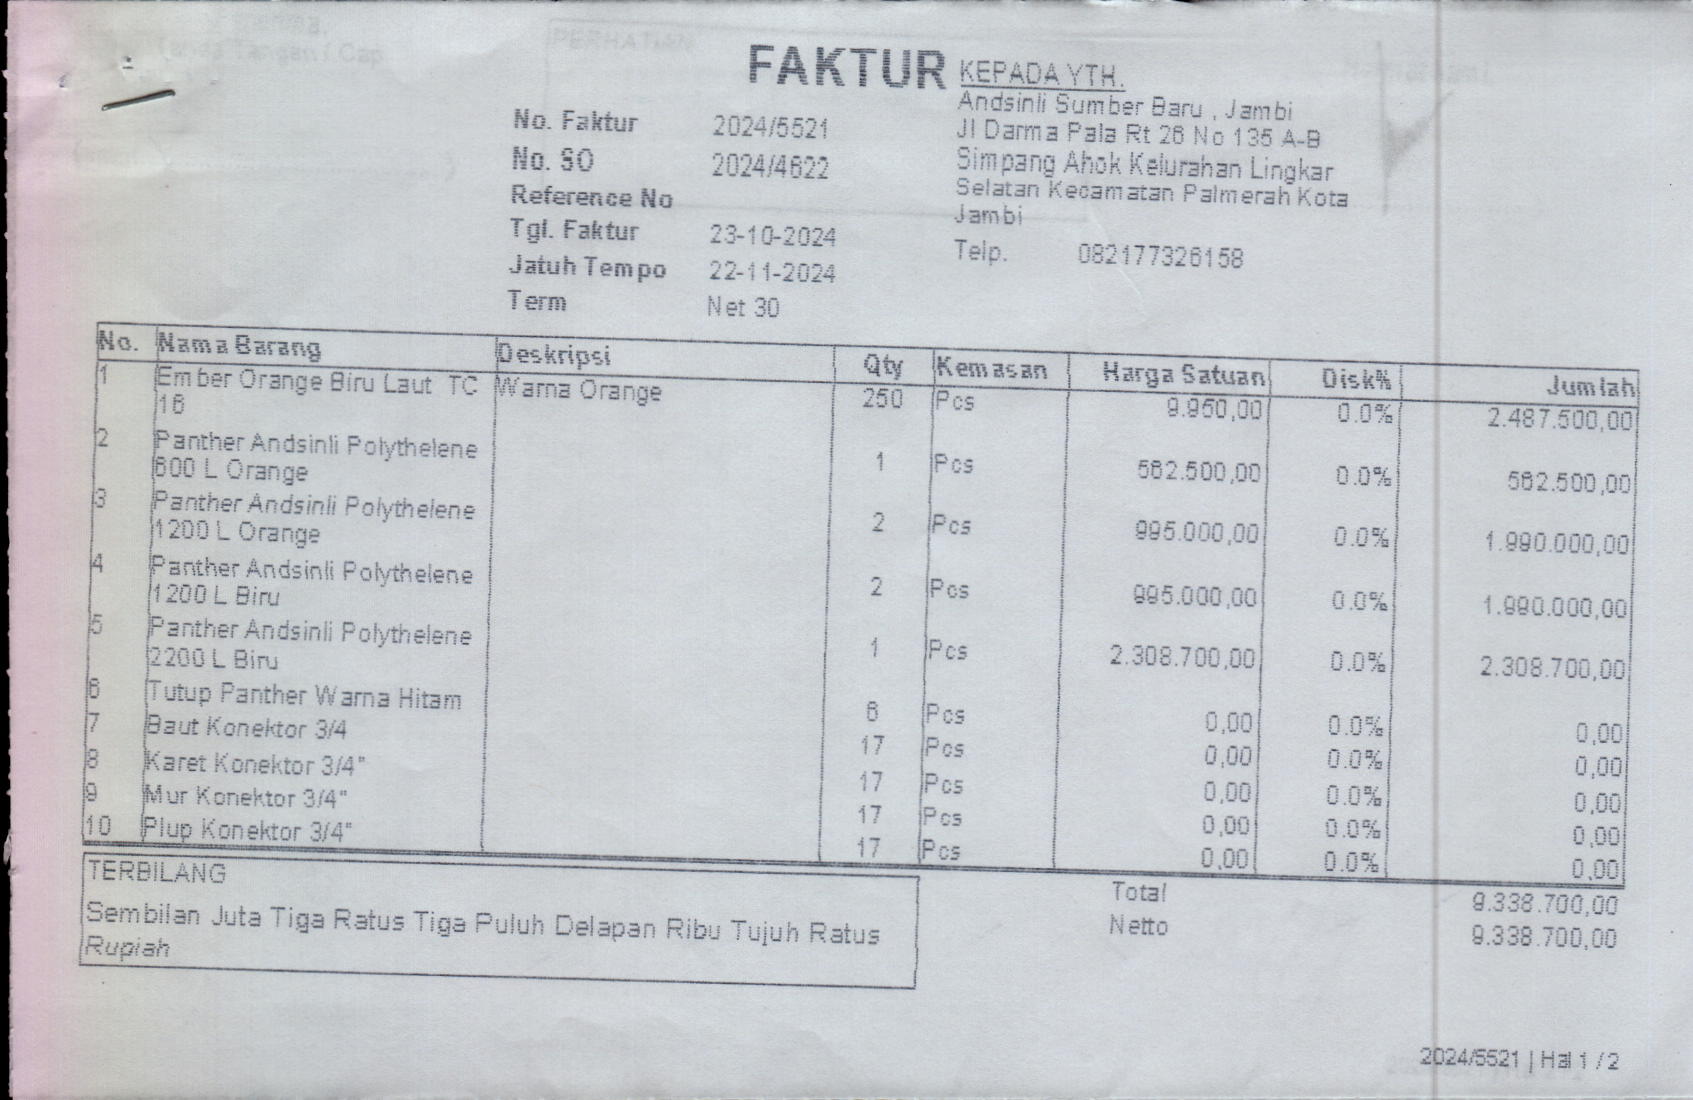 Tangan / Cap
PERHATIAN
FAKTUR
KEPADA YTH.
Andsinli Sumber Baru , Jambi
Jl Darma Pala Rt 26 No 135 A-B
Simpang Ahok Kelurahan Lingkar
Selatan Kecamatan Palmerah Kota
Jambi
Telp. 082177326158
No. Faktur 2024/5521
No. SO 2024/4622
Reference No
Tgl. Faktur 23-10-2024
Jatuh Tempo 22-11-2024
Term Net 30
No. Nama Barang Deskripsi Qty Kemasan Harga Satuan Disk% Jumlah
1 Ember Orange Biru Laut TC Warna Orange 250 Pcs 9.950,00 0.0% 2.487.500,00
16
2 Panther Andsinli Polythelene 1 Pcs 562.500,00 0.0% 562.500,00
600 L Orange
3 Panther Andsinli Polythelene 2 Pcs 995.000,00 0.0% 1.990.000,00
1200 L Orange
4 Panther Andsinli Polythelene 2 Pcs 995.000,00 0.0% 1.990.000,00
1200 L Biru
5 Panther Andsinli Polythelene 1 Pcs 2.308.700,00 0.0% 2.308.700,00
2200 L Biru
6 Tutup Panther Warna Hitam 6 Pcs 0,00 0.0% 0,00
7 Baut Konektor 3/4 17 Pcs 0,00 0.0% 0,00
8 Karet Konektor 3/4" 17 Pcs 0,00 0.0% 0,00
9 Mur Konektor 3/4" 17 Pcs 0,00 0.0% 0,00
10 Plup Konektor 3/4" 17 Pcs 0,00 0.0% 0,00
TERBILANG
Sembilan Juta Tiga Ratus Tiga Puluh Delapan Ribu Tujuh Ratus
Rupiah
Total 9.338.700,00
Netto 9.338.700,00
2024/5521 | Hal 1 / 2